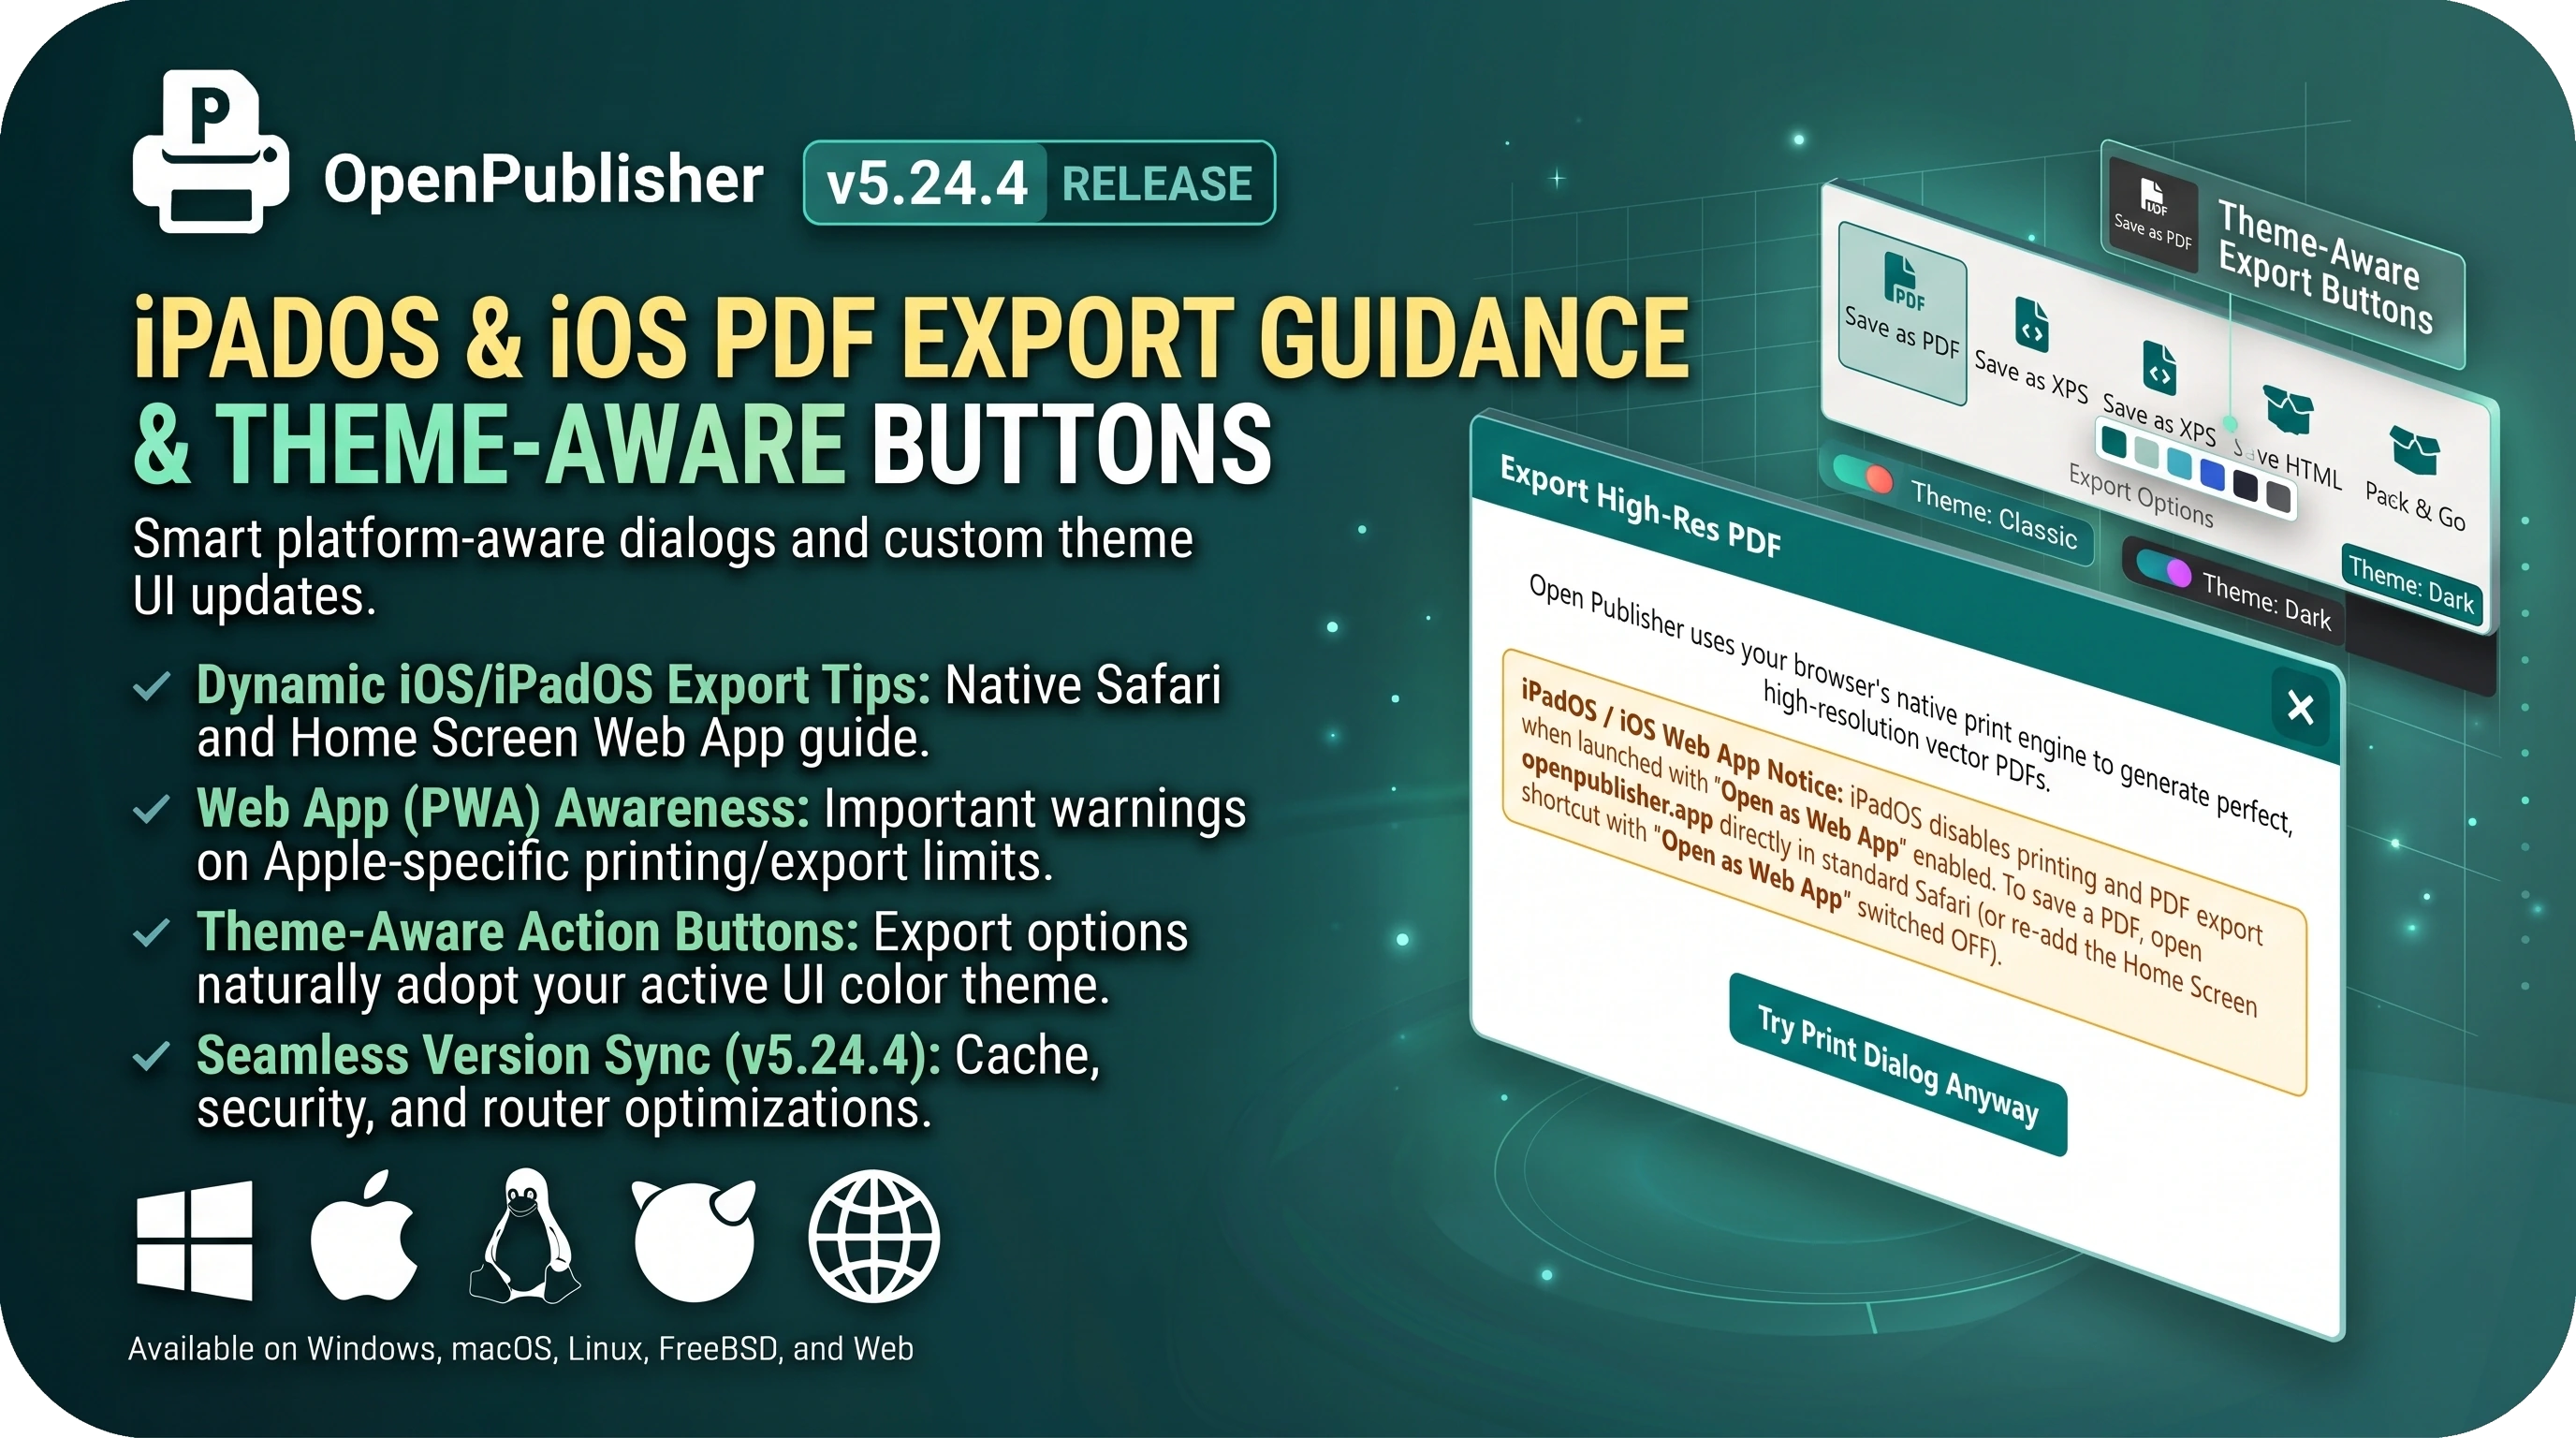 P
OpenPublisher
v5.24.4 RELEASE
iPADOS & iOS PDF EXPORT GUIDANCE
& THEME-AWARE BUTTONS
Smart platform-aware dialogs and custom theme
UI updates.
Dynamic iOS/iPadOS Export Tips: Native Safari
and Home Screen Web App guide.
Web App (PWA) Awareness: Important warnings
on Apple-specific printing/export limits.
Theme-Aware Action Buttons: Export options
naturally adopt your active UI color theme.
Seamless Version Sync (v5.24.4): Cache,
security, and router optimizations.
Available on Windows, macOS, Linux, FreeBSD, and Web
Save as PDF
Theme-Aware
Export Buttons
PDF
Save as PDF
Save as XPS
Save as XPS
Save HTML
Pack & Go
Export Options
Theme: Classic
Theme: Dark
Theme: Dark
Export High-Res PDF
Open Publisher uses your browser's native print engine to generate perfect,
high-resolution vector PDFs.
iPadOS / iOS Web App Notice: iPadOS disables printing and PDF export
when launched with "Open as Web App" enabled. To save a PDF, open
openpublisher.app directly in standard Safari (or re-add the Home Screen
shortcut with "Open as Web App" switched OFF).
Try Print Dialog Anyway